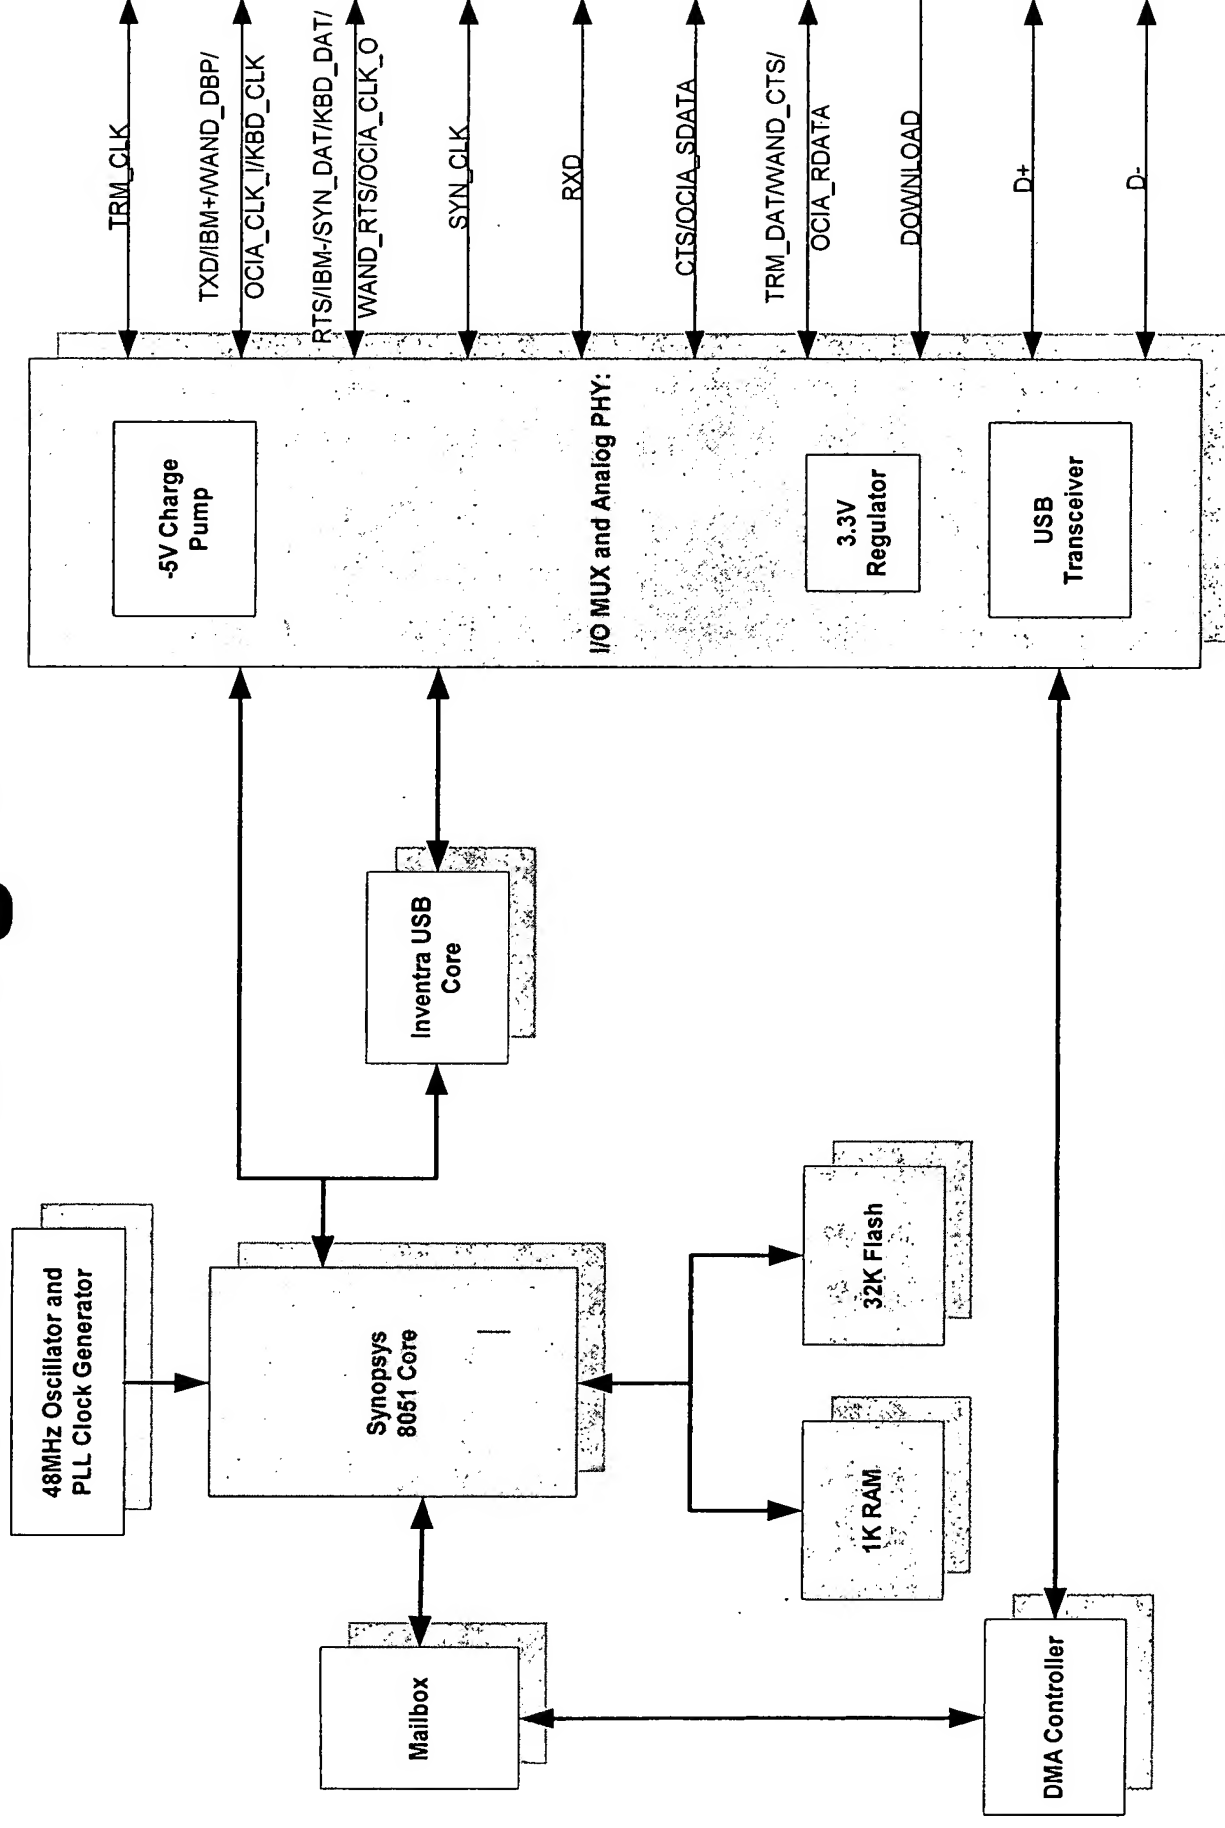 TRM_CLK
TXD/IBM+/WAND_DBP/
OCIA_CLK_I/KBD_CLK
RTS/IBM-/SYN_DAT/KBD_DAT/
WAND_RTS/OCIA_CLK_O
SYN_CLK
RXD
CTS/OCIA_SDATA
TRM_DAT/WAND_CTS/
OCIA_RDATA
DOWNLOAD
D+
D-
-5V Charge
Pump
I/O MUX and Analog PHY:
3.3V
Regulator
USB
Transceiver
Inventra USB
Core
48MHz Oscillator and
PLL Clock Generator
Synopsys
8051 Core
32K Flash
1K RAM
Mailbox
DMA Controller